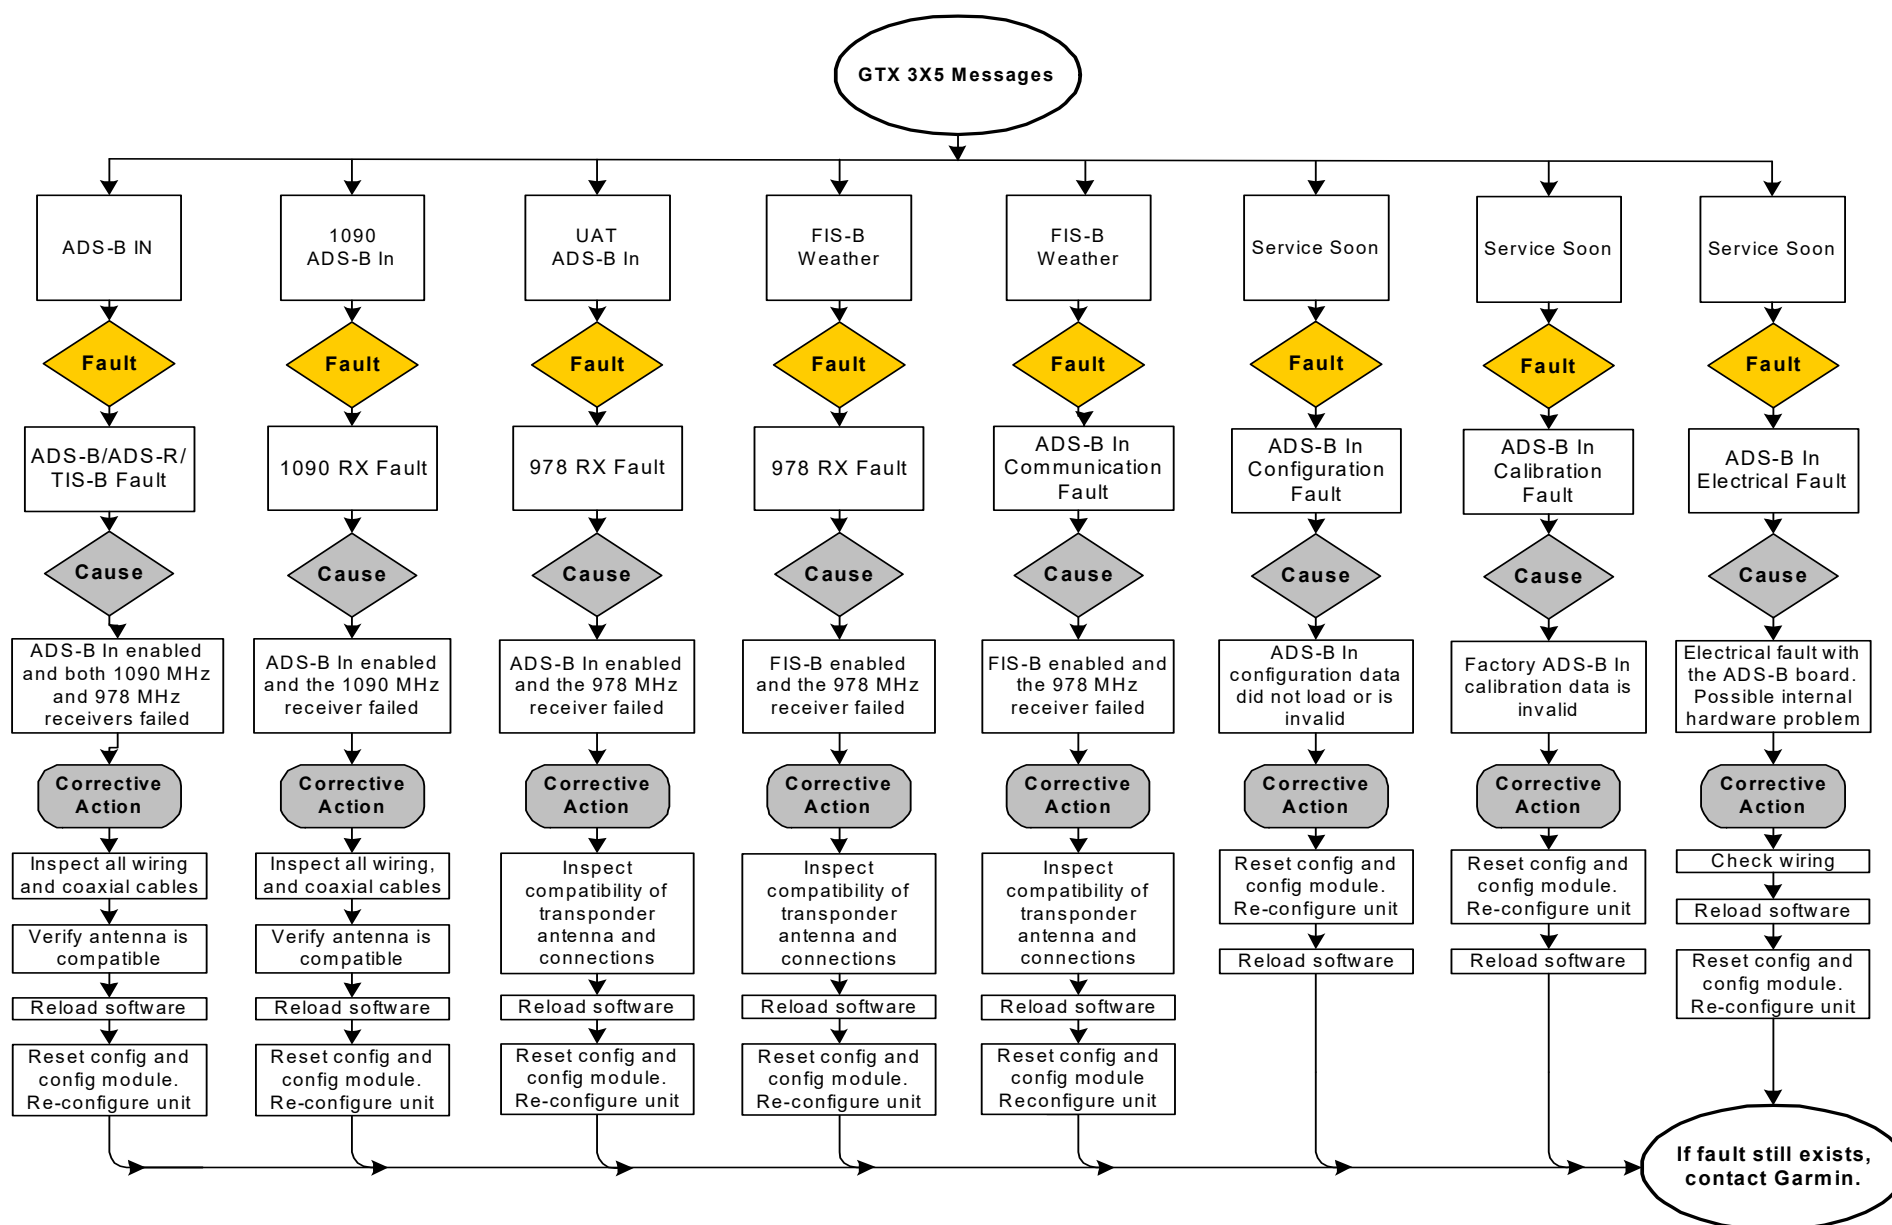 GTX 3X5 Messages
ADS-B IN
Fault
ADS-B/ADS-R/
TIS-B Fault
Cause
ADS-B In enabled
and both 1090 MHz
and 978 MHz
receivers failed
Corrective
Action
Inspect all wiring
and coaxial cables
Verify antenna is
compatible
Reload software
Reset config and
config module.
Re-configure unit
1090
ADS-B In
Fault
1090 RX Fault
Cause
ADS-B In enabled
and the 1090 MHz
receiver failed
Corrective
Action
Inspect all wiring,
and coaxial cables
Verify antenna is
compatible
Reload software
Reset config and
config module.
Re-configure unit
UAT
ADS-B In
Fault
978 RX Fault
Cause
ADS-B In enabled
and the 978 MHz
receiver failed
Corrective
Action
Inspect
compatibility of
transponder
antenna and
connections
Reload software
Reset config and
config module.
Re-configure unit
FIS-B
Weather
Fault
978 RX Fault
Cause
FIS-B enabled
and the 978 MHz
receiver failed
Corrective
Action
Inspect
compatibility of
transponder
antenna and
connections
Reload software
Reset config and
config module.
Re-configure unit
FIS-B
Weather
Fault
ADS-B In
Communication
Fault
Cause
FIS-B enabled and
the 978 MHz
receiver failed
Corrective
Action
Inspect
compatibility of
transponder
antenna and
connections
Reload software
Reset config and
config module
Reconfigure unit
Service Soon
Fault
ADS-B In
Configuration
Fault
Cause
ADS-B In
configuration data
did not load or is
invalid
Corrective
Action
Reset config and
config module.
Re-configure unit
Reload software
Service Soon
Fault
ADS-B In
Calibration
Fault
Cause
Factory ADS-B In
calibration data is
invalid
Corrective
Action
Reset config and
config module.
Re-configure unit
Reload software
Service Soon
Fault
ADS-B In
Electrical Fault
Cause
Electrical fault with
the ADS-B board.
Possible internal
hardware problem
Corrective
Action
Check wiring
Reload software
Reset config and
config module.
Re-configure unit
If fault still exists,
contact Garmin.